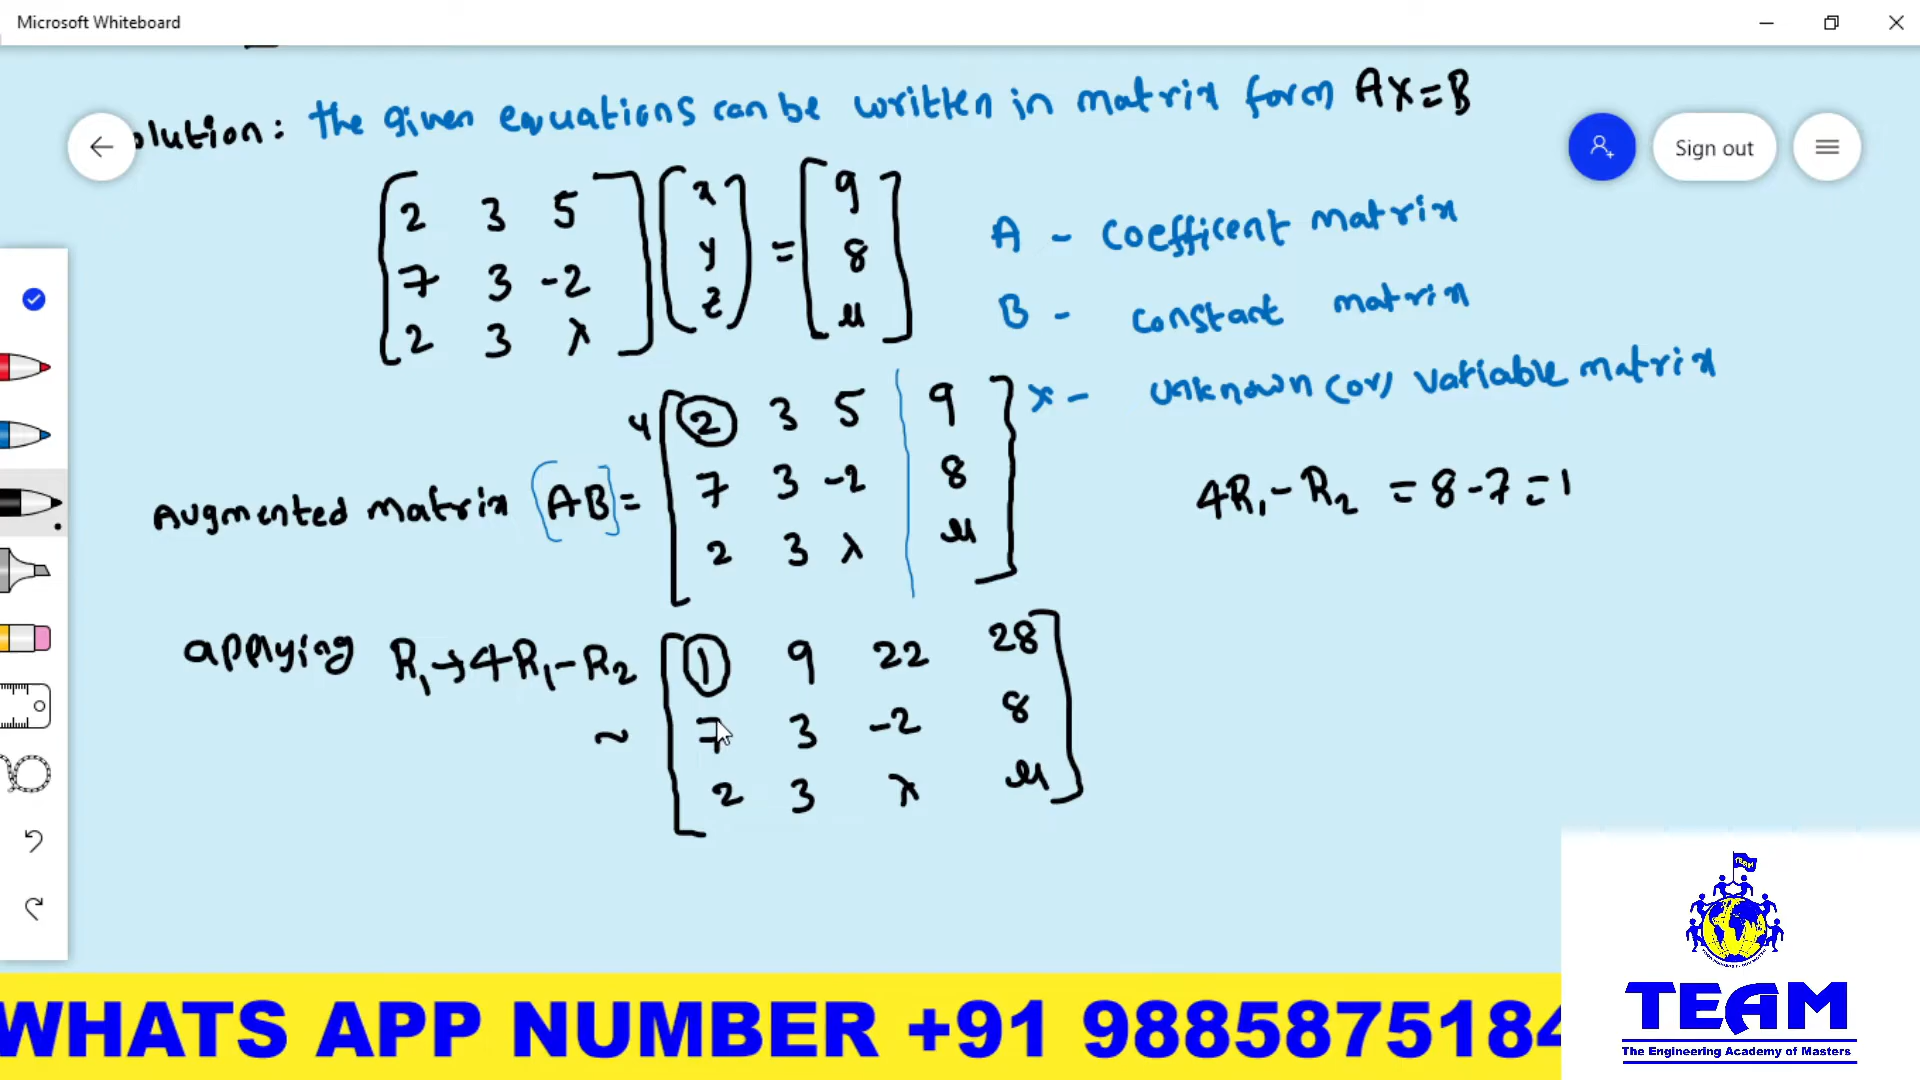 Microsoft Whiteboard
olution: the given equations can be written in matrix form AX=B
Sign out
2 3 5 x 9
7 3 -2 y = 8
2 3 λ z μ
A - coefficent matrix
B - constant matrix
x - unknown (or) variable matrix
4 2 3 5 9
Augmented matrix [AB] = 7 3 -2 8
2 3 λ μ
4R₁-R₂ = 8-7=1
applying R₁→4R₁-R₂ 1 9 22 28
~ 7 3 -2 8
2 3 λ μ
WHATS APP NUMBER +91 9885875184
TEAM
TEAM
The Engineering Academy of Masters